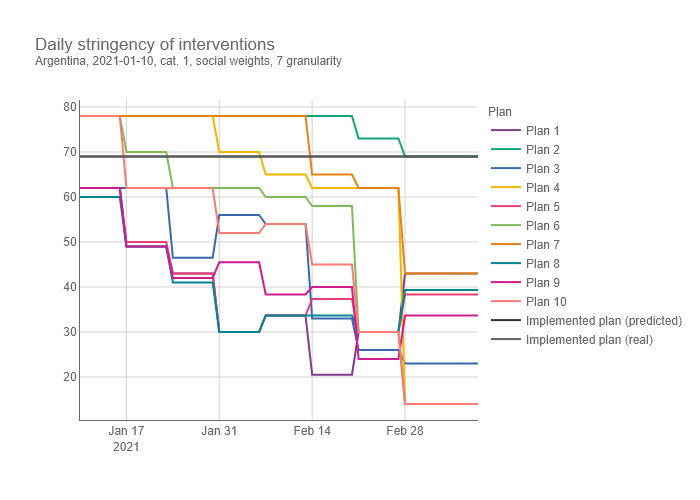 Daily stringency of interventions
Argentina, 2021-01-10, cat. 1, social weights, 7 granularity
80
70
60
50
40
30
20
Jan 17
2021
Jan 31
Feb 14
Feb 28
Plan
Plan 1
Plan 2
Plan 3
Plan 4
Plan 5
Plan 6
Plan 7
Plan 8
Plan 9
Plan 10
Implemented plan (predicted)
Implemented plan (real)